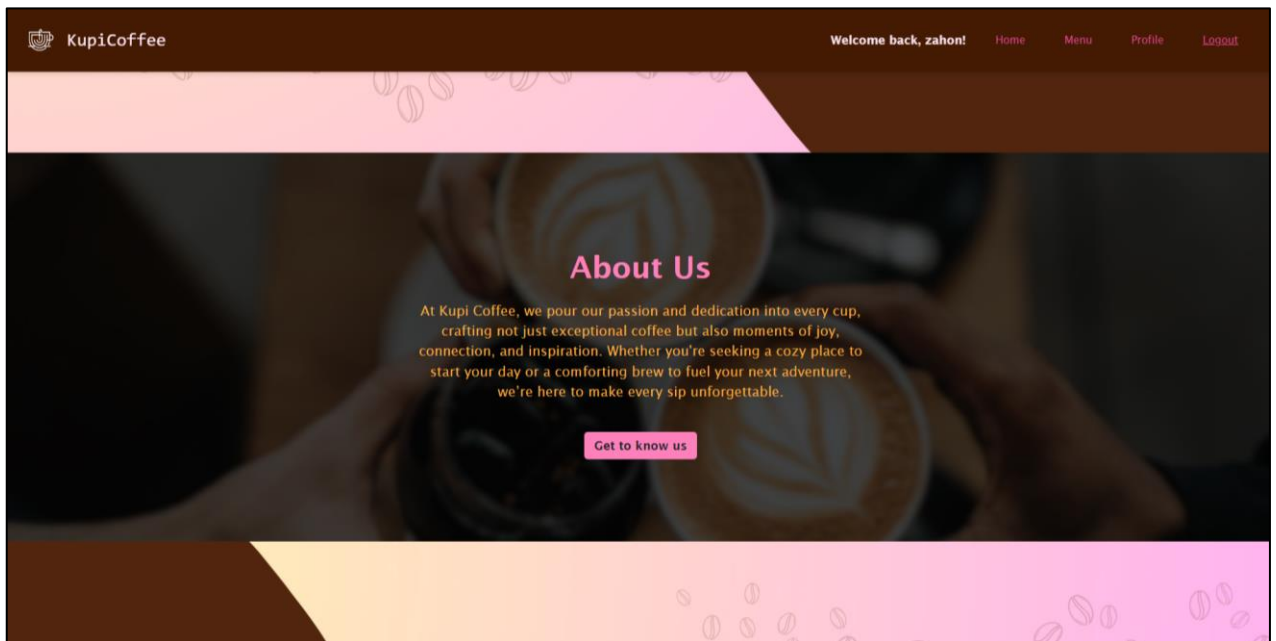 KupiCoffee
Welcome back, zahon!
Home
Menu
Profile
Logout
About Us
At Kupi Coffee, we pour our passion and dedication into every cup,
crafting not just exceptional coffee but also moments of joy,
connection, and inspiration. Whether you're seeking a cozy place to
start your day or a comforting brew to fuel your next adventure,
we're here to make every sip unforgettable.
Get to know us